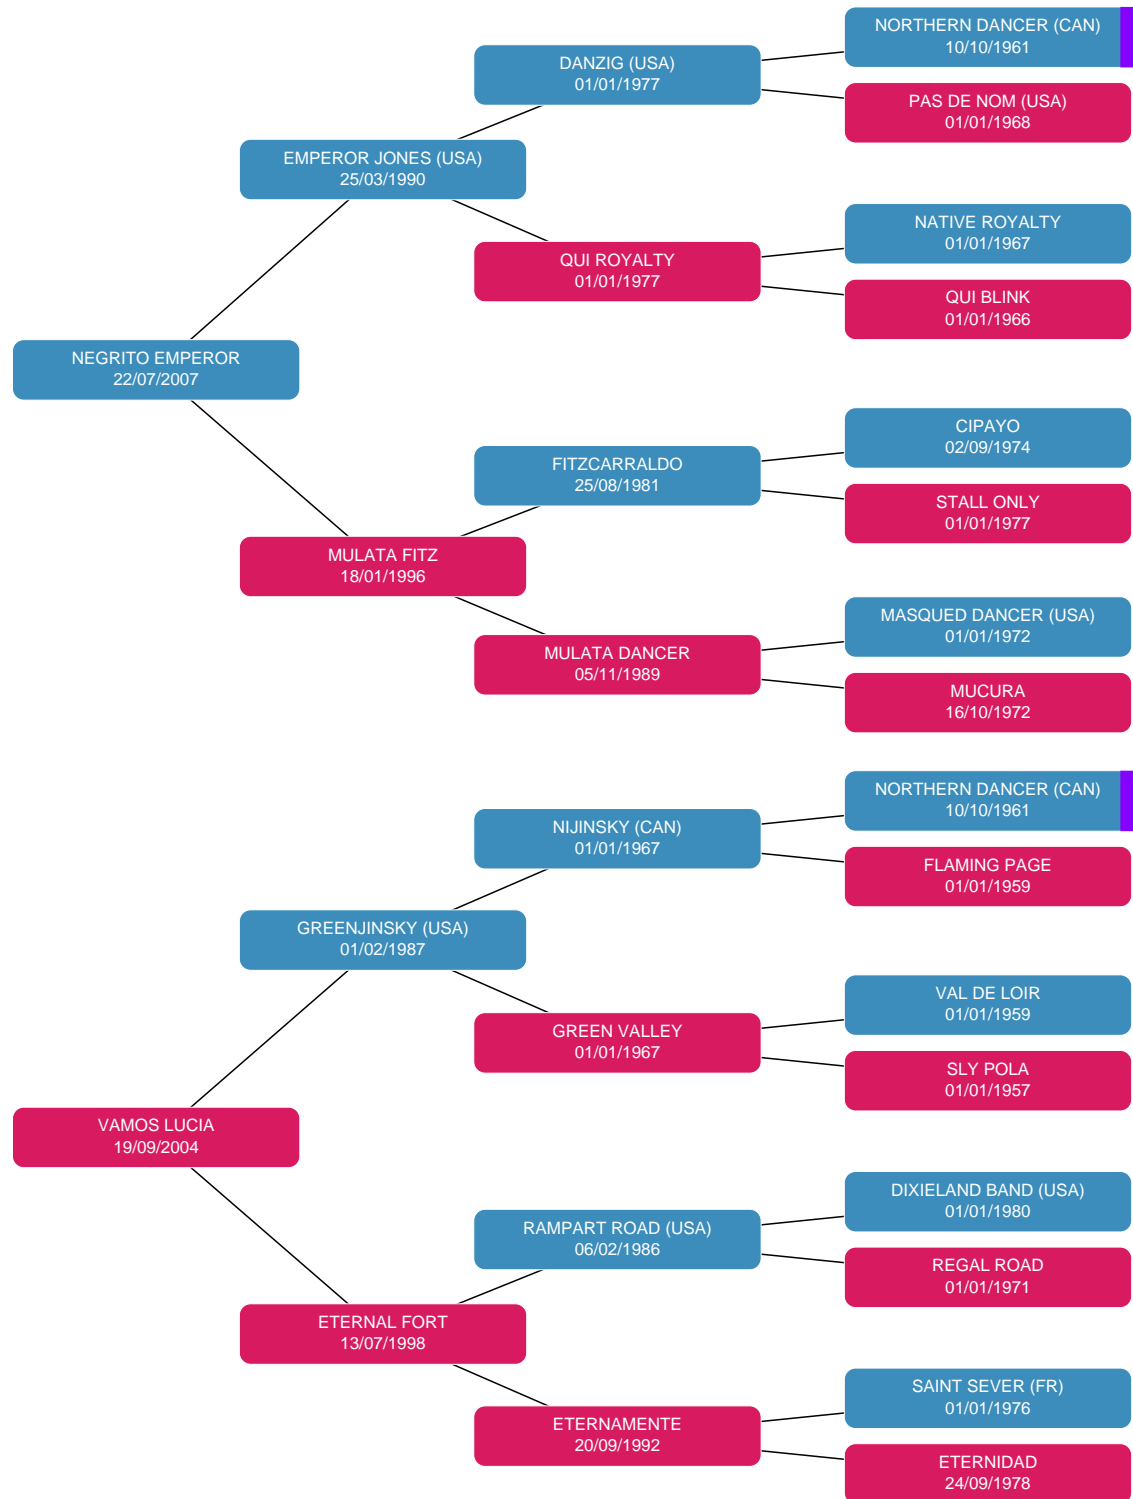 NORTHERN DANCER (CAN)
10/10/1961
DANZIG (USA)
01/01/1977
PAS DE NOM (USA)
01/01/1968
EMPEROR JONES (USA)
25/03/1990
NATIVE ROYALTY
01/01/1967
QUI ROYALTY
01/01/1977
QUI BLINK
01/01/1966
NEGRITO EMPEROR
22/07/2007
CIPAYO
02/09/1974
FITZCARRALDO
25/08/1981
STALL ONLY
01/01/1977
MULATA FITZ
18/01/1996
MASQUED DANCER (USA)
01/01/1972
MULATA DANCER
05/11/1989
MUCURA
16/10/1972
NORTHERN DANCER (CAN)
10/10/1961
NIJINSKY (CAN)
01/01/1967
FLAMING PAGE
01/01/1959
GREENJINSKY (USA)
01/02/1987
VAL DE LOIR
01/01/1959
GREEN VALLEY
01/01/1967
SLY POLA
01/01/1957
VAMOS LUCIA
19/09/2004
DIXIELAND BAND (USA)
01/01/1980
RAMPART ROAD (USA)
06/02/1986
REGAL ROAD
01/01/1971
ETERNAL FORT
13/07/1998
SAINT SEVER (FR)
01/01/1976
ETERNAMENTE
20/09/1992
ETERNIDAD
24/09/1978